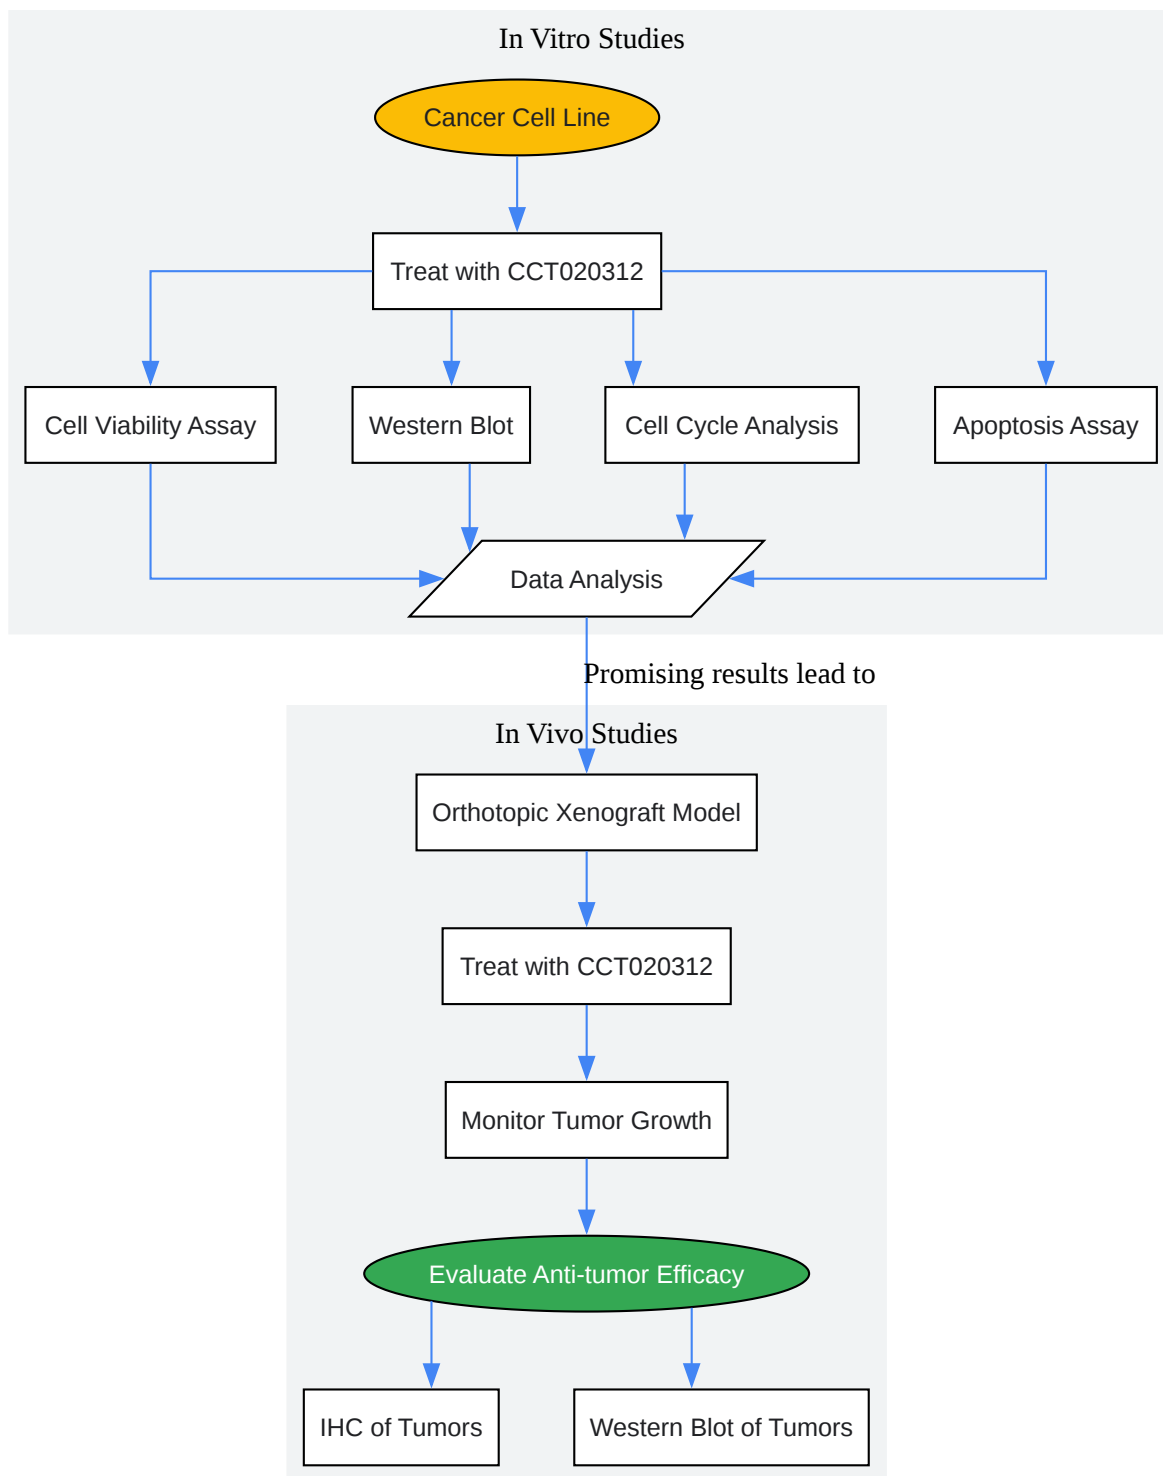 In Vitro Studies
Cancer Cell Line
Treat with CCT020312
Cell Viability Assay
Western Blot
Cell Cycle Analysis
Apoptosis Assay
Data Analysis
Promising results lead to
In Vivo Studies
Orthotopic Xenograft Model
Treat with CCT020312
Monitor Tumor Growth
Evaluate Anti-tumor Efficacy
IHC of Tumors
Western Blot of Tumors